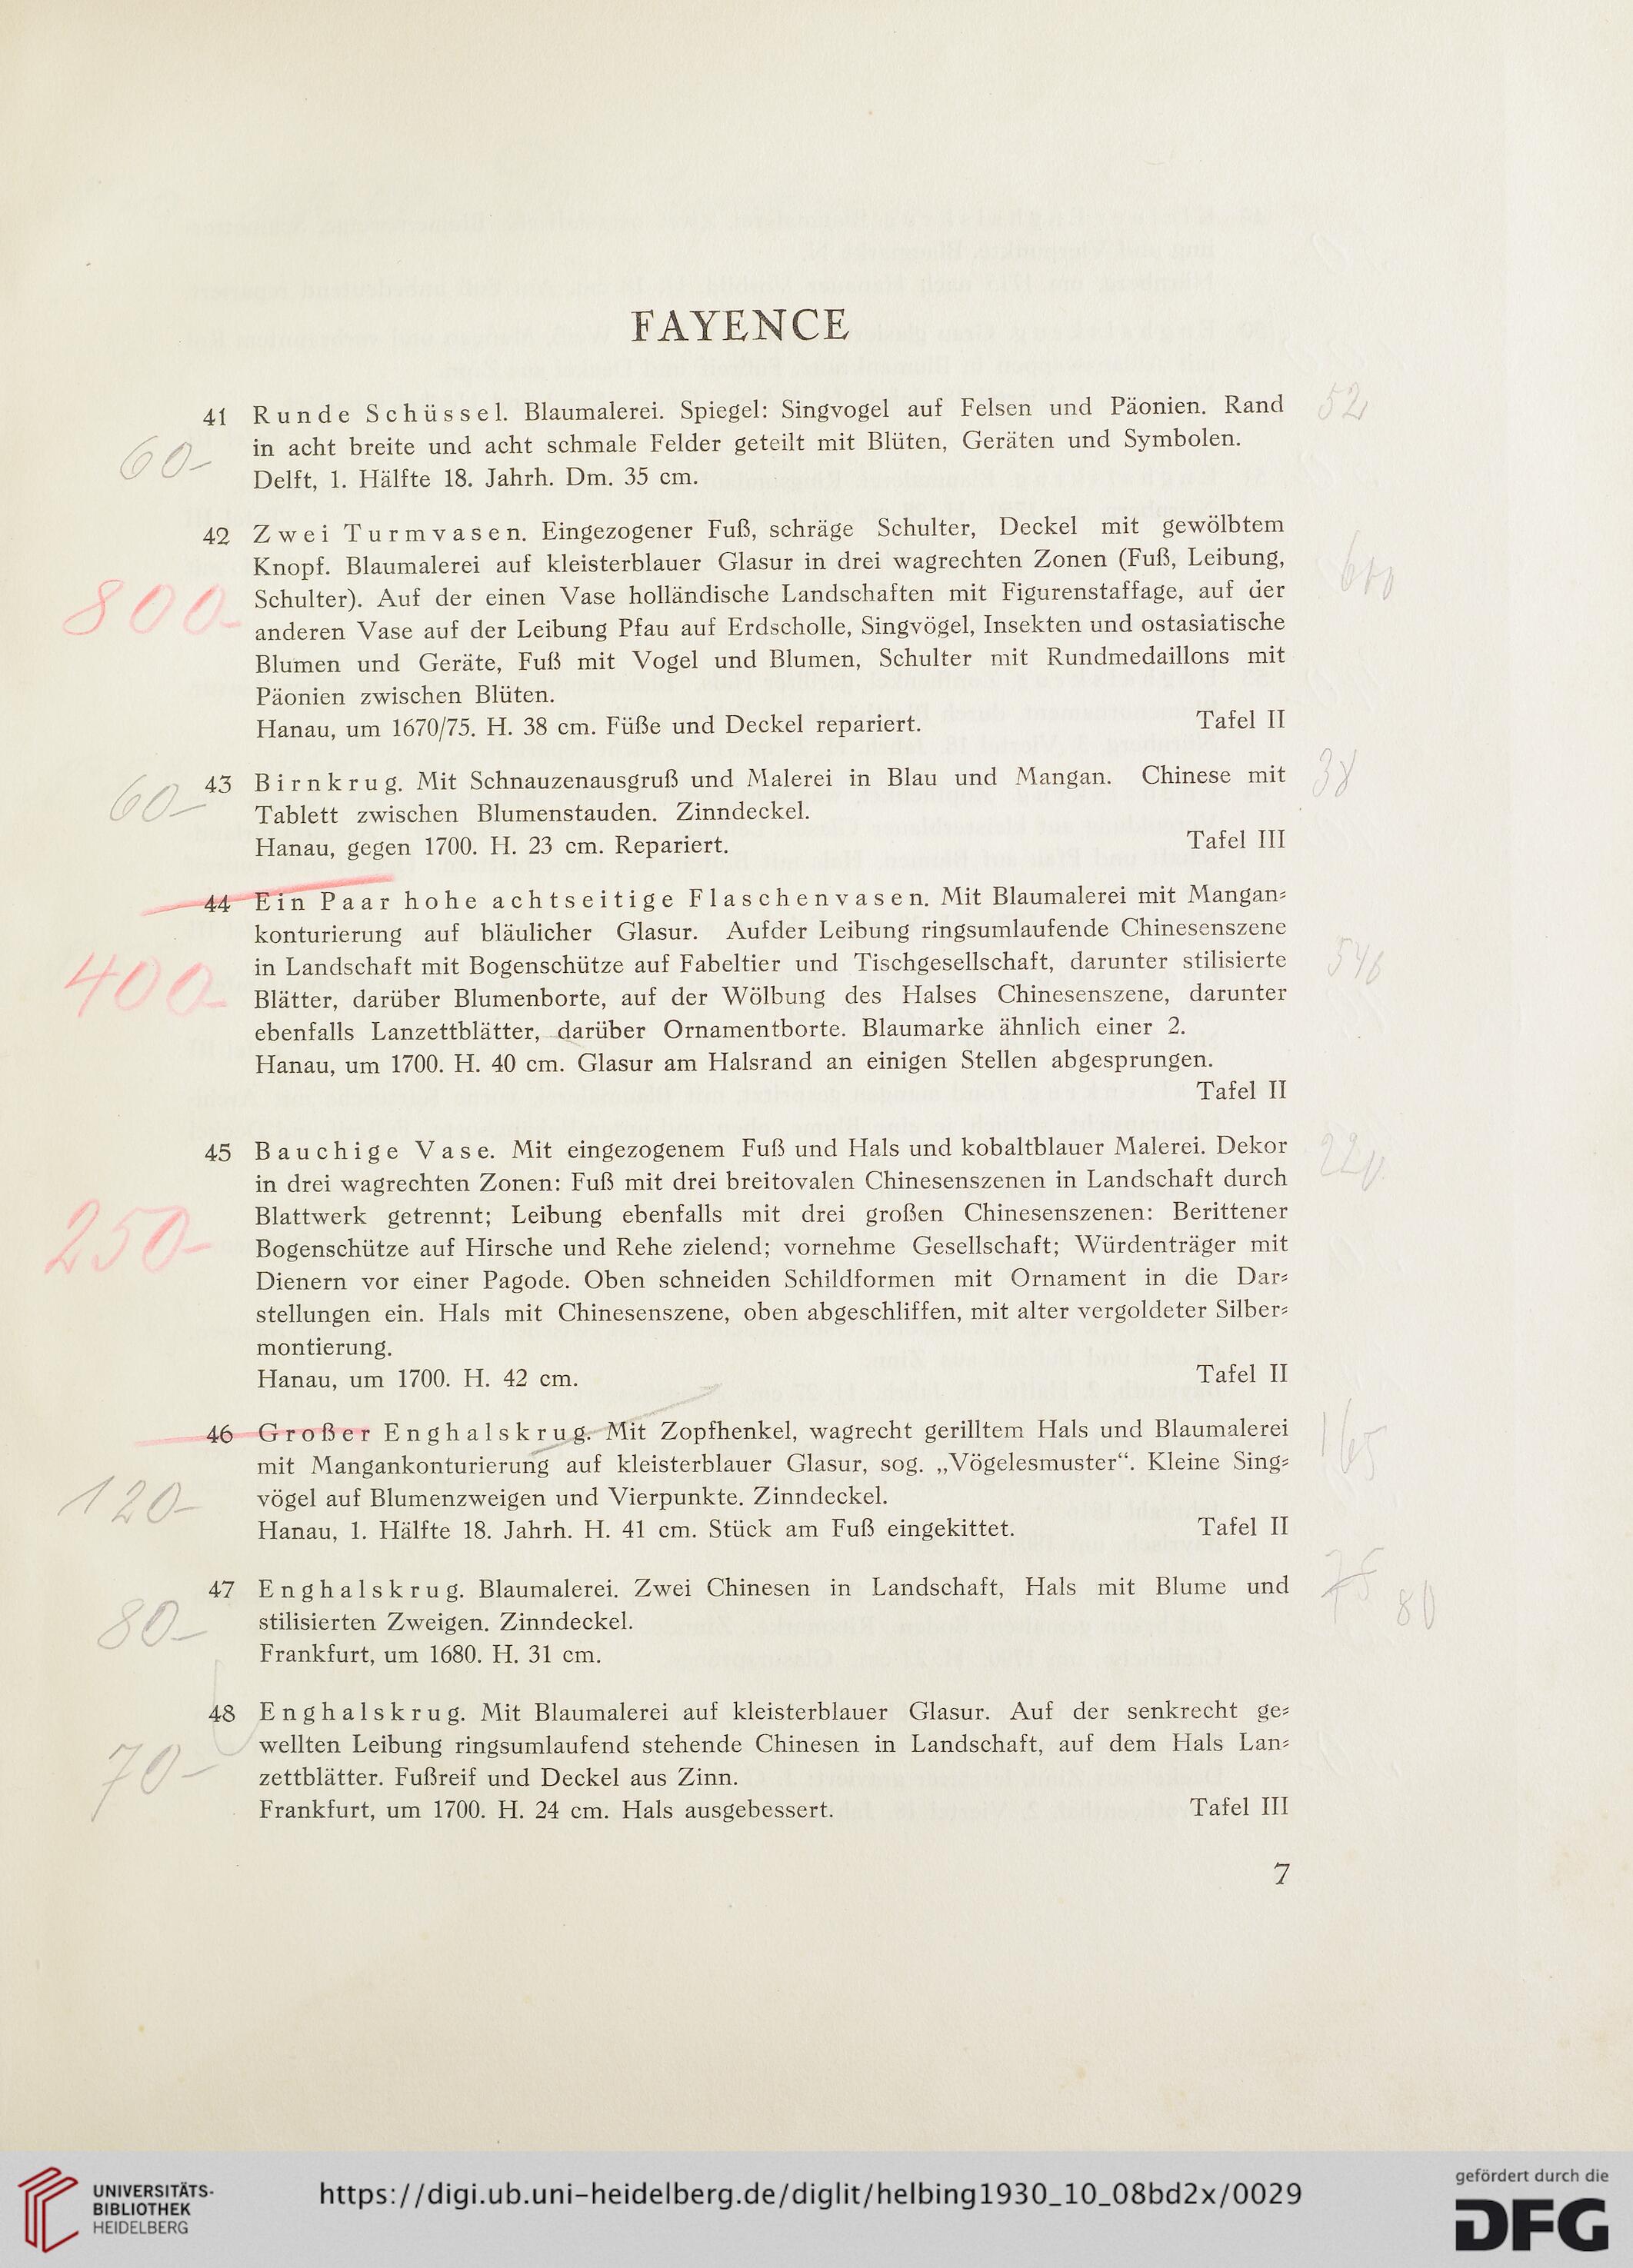 FAYENCE
52
41 Runde Schüssel. Blaumalerei. Spiegel: Singvogel auf Felsen und Päonien. Rand
in acht breite und acht schmale Felder geteilt mit Blüten, Geräten und Symbolen.
60-
Delft, 1. Hälfte 18. Jahrh. Dm. 35 cm.
42 Zwei Turmvasen. Eingezogener Fuß, schräge Schulter, Deckel mit gewölbtem
Knopf. Blaumalerei auf kleisterblauer Glasur in drei wagrechten Zonen (Fuß, Leibung,
800-
Schulter). Auf der einen Vase holländische Landschaften mit Figurenstaffage, auf der
anderen Vase auf der Leibung Pfau auf Erdscholle, Singvögel, Insekten und ostasiatische
Blumen und Geräte, Fuß mit Vogel und Blumen, Schulter mit Rundmedaillons mit
Päonien zwischen Blüten.
Hanau, um 1670/75. H. 38 cm. Füße und Deckel repariert. Tafel II
60-
43 Birnkrug. Mit Schnauzenausgruß und Malerei in Blau und Mangan. Chinese mit
38
Tablett zwischen Blumenstauden. Zinndeckel.
Hanau, gegen 1700. H. 23 cm. Repariert. Tafel III
44 Ein Paar hohe achtseitige Flaschenvasen. Mit Blaumalerei mit Mangan-
konturierung auf bläulicher Glasur. Aufder Leibung ringsumlaufende Chinesenszene
400-
in Landschaft mit Bogenschütze auf Fabeltier und Tischgesellschaft, darunter stilisierte
Blätter, darüber Blumenborte, auf der Wölbung des Halses Chinesenszene, darunter
ebenfalls Lanzettblätter, darüber Ornamentborte. Blaumarke ähnlich einer 2.
Hanau, um 1700. H. 40 cm. Glasur am Halsrand an einigen Stellen abgesprungen.
Tafel II
45 Bauchige Vase. Mit eingezogenem Fuß und Hals und kobaltblauer Malerei. Dekor
220
in drei wagrechten Zonen: Fuß mit drei breitovalen Chinesenszenen in Landschaft durch
Blattwerk getrennt; Leibung ebenfalls mit drei großen Chinesenszenen: Berittener
250-
Bogenschütze auf Hirsche und Rehe zielend; vornehme Gesellschaft; Würdenträger mit
Dienern vor einer Pagode. Oben schneiden Schildformen mit Ornament in die Dar-
stellungen ein. Hals mit Chinesenszene, oben abgeschliffen, mit alter vergoldeter Silber-
montierung.
Hanau, um 1700. H. 42 cm. Tafel II
46 Großer Enghalskrug. Mit Zopfhenkel, wagrecht gerilltem Hals und Blaumalerei
165
mit Mangankonturierung auf kleisterblauer Glasur, sog. „Vögelesmuster“. Kleine Sing-
120-
vögel auf Blumenzweigen und Vierpunkte. Zinndeckel.
Hanau, 1. Hälfte 18. Jahrh. H. 41 cm. Stück am Fuß eingekittet. Tafel II
47 Enghalskrug. Blaumalerei. Zwei Chinesen in Landschaft, Hals mit Blume und
75 80
80-
stilisierten Zweigen. Zinndeckel.
Frankfurt, um 1680. H. 31 cm.
48 Enghalskrug. Mit Blaumalerei auf kleisterblauer Glasur. Auf der senkrecht ge-
wellten Leibung ringsumlaufend stehende Chinesen in Landschaft, auf dem Hals Lan-
70-
zettblätter. Fußreif und Deckel aus Zinn.
Frankfurt, um 1700. H. 24 cm. Hals ausgebessert. Tafel III
7
UNIVERSITÄTS-
BIBLIOTHEK
HEIDELBERG
https://digi.ub.uni-heidelberg.de/diglit/helbing1930_10_08bd2x/0029
gefördert durch die
DFG